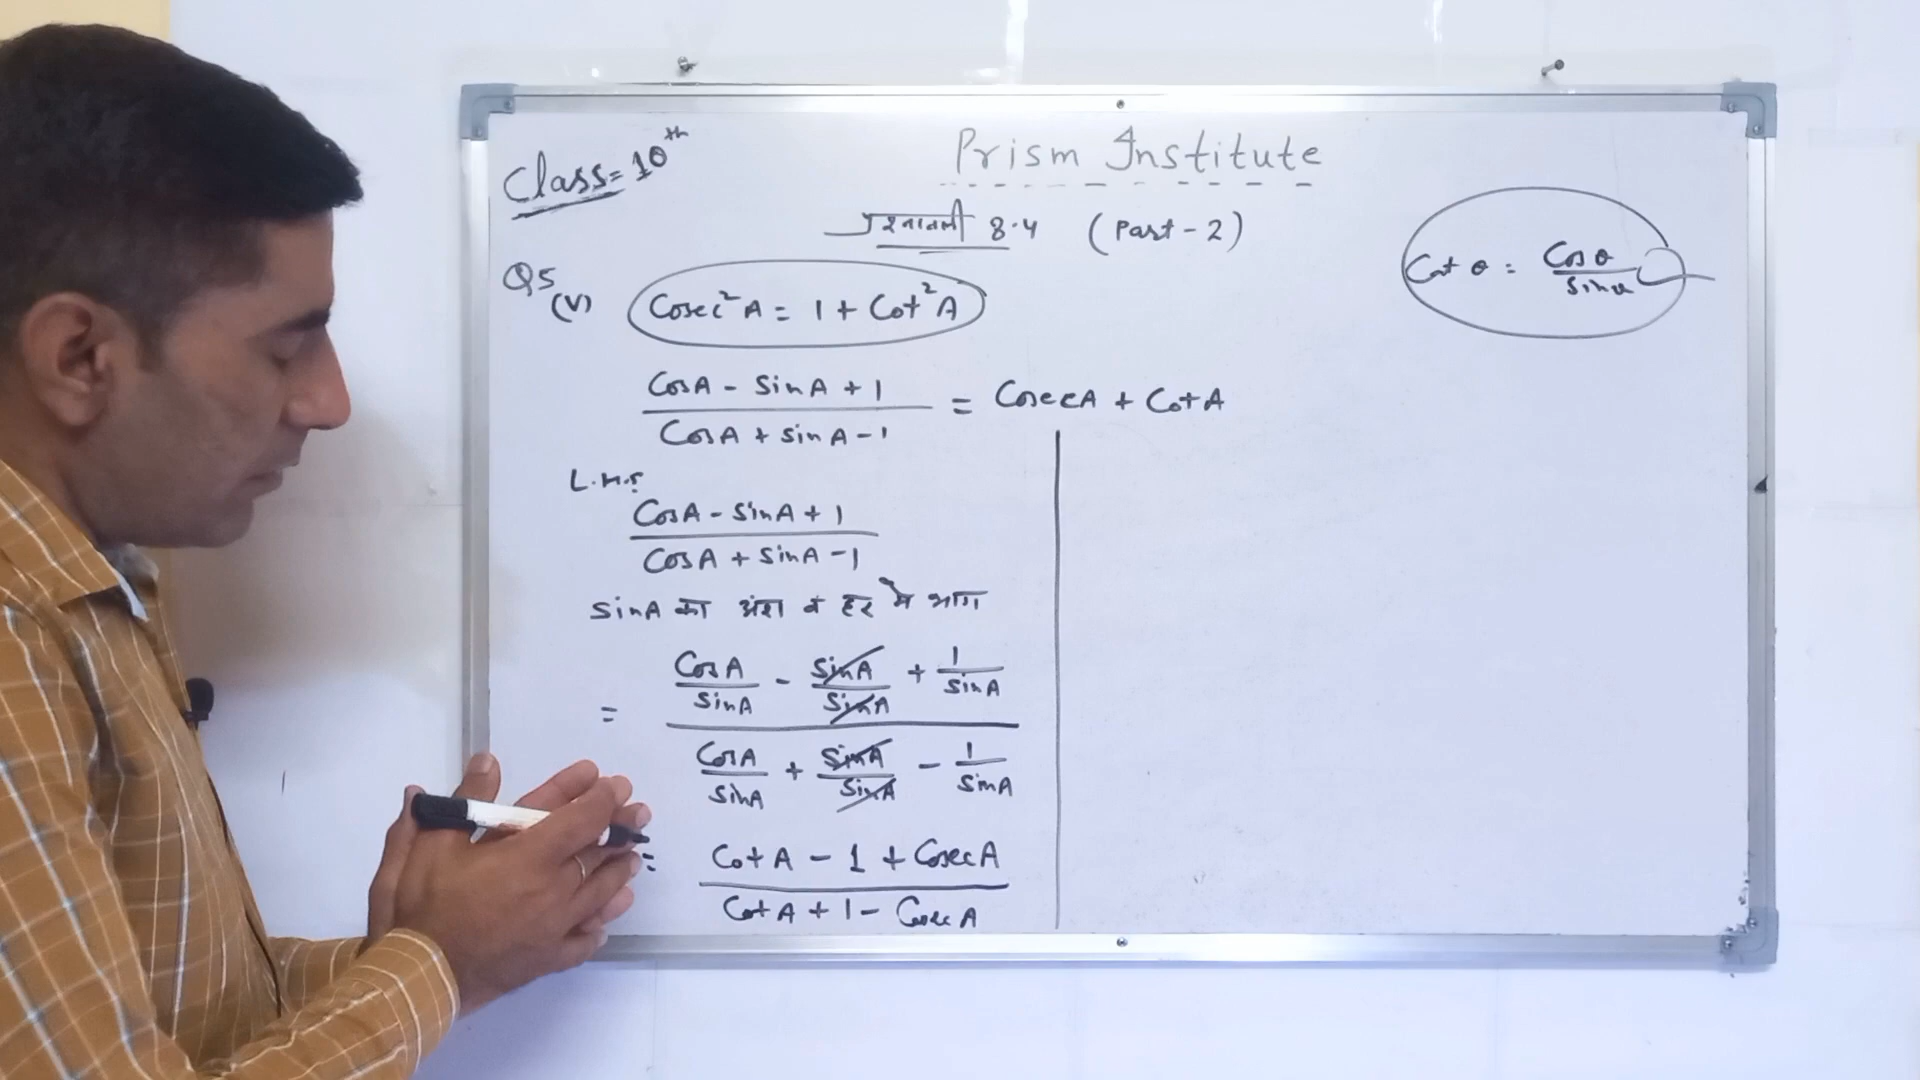 Class = 10th
Prism Institute
प्रश्नावली 8.4 (Part - 2)
Cot θ = Cos θ / Sin θ
Q5
(V) Cosec²A = 1 + Cot²A
CosA - SinA + 1 / CosA + SinA - 1 = CosecA + CotA
L.H.S
CosA - SinA + 1 / CosA + SinA - 1
SinA का अंश व हर मे भाग
= CosA/SinA - SinA/SinA + 1/SinA
CosA/SinA + SinA/SinA - 1/SinA
= CotA - 1 + CosecA
CotA + 1 - CosecA